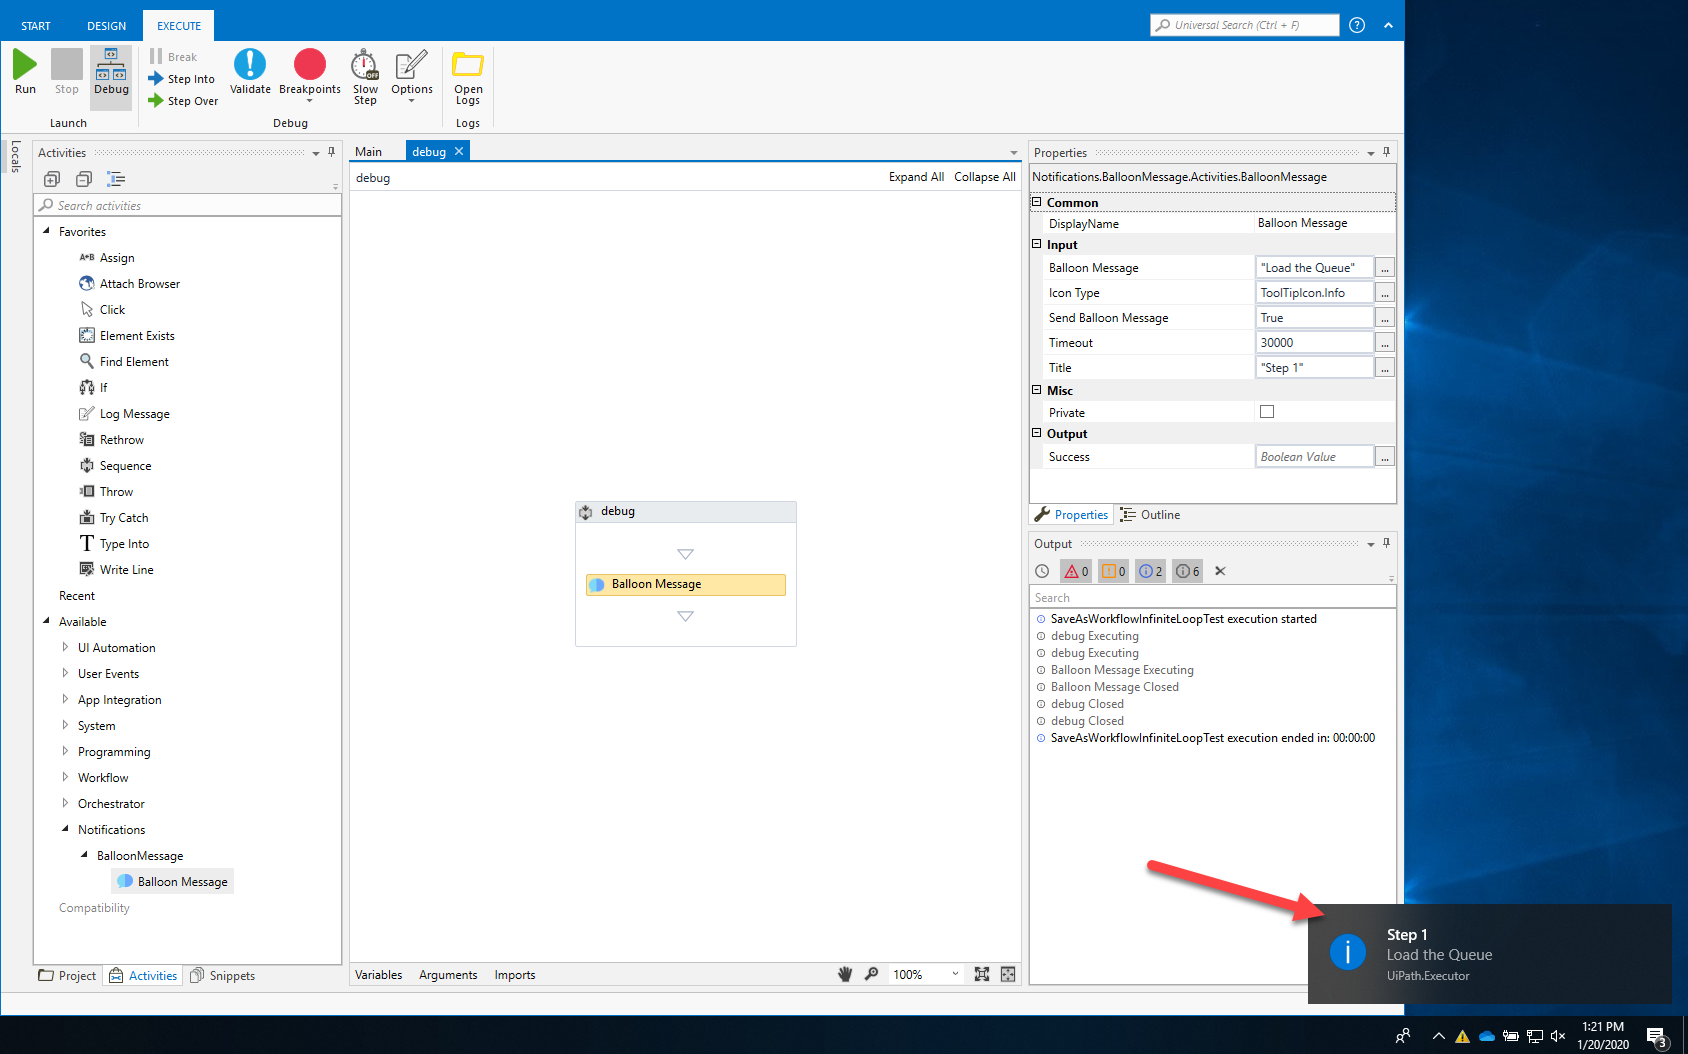 START DESIGN EXECUTE
Universal Search (Ctrl + F)
Run
Stop
Debug
Launch
Break
Step Into
Step Over
Validate
Breakpoints
Slow Step
OFF
Options
Debug
Open Logs
Logs
Locals
Activities
Search activities
Favorites
A+B Assign
Attach Browser
Click
Element Exists
Find Element
If
Log Message
Rethrow
Sequence
Throw
Try Catch
Type Into
Write Line
Recent
Available
UI Automation
User Events
App Integration
System
Programming
Workflow
Orchestrator
Notifications
BalloonMessage
Balloon Message
Compatibility
Project Activities Snippets
Main debug
debug Expand All Collapse All
debug
Balloon Message
Variables Arguments Imports 100%
Properties
Notifications.BalloonMessage.Activities.BalloonMessage
Common
DisplayName Balloon Message
Input
Balloon Message "Load the Queue" ...
Icon Type ToolTipIcon.Info ...
Send Balloon Message True ...
Timeout 30000 ...
Title "Step 1" ...
Misc
Private
Output
Success Boolean Value ...
Properties Outline
Output
0 0 2 6
Search
SaveAsWorkflowInfiniteLoopTest execution started
debug Executing
debug Executing
Balloon Message Executing
Balloon Message Closed
debug Closed
debug Closed
SaveAsWorkflowInfiniteLoopTest execution ended in: 00:00:00
Step 1
Load the Queue
UiPath.Executor
1:21 PM
1/20/2020
3